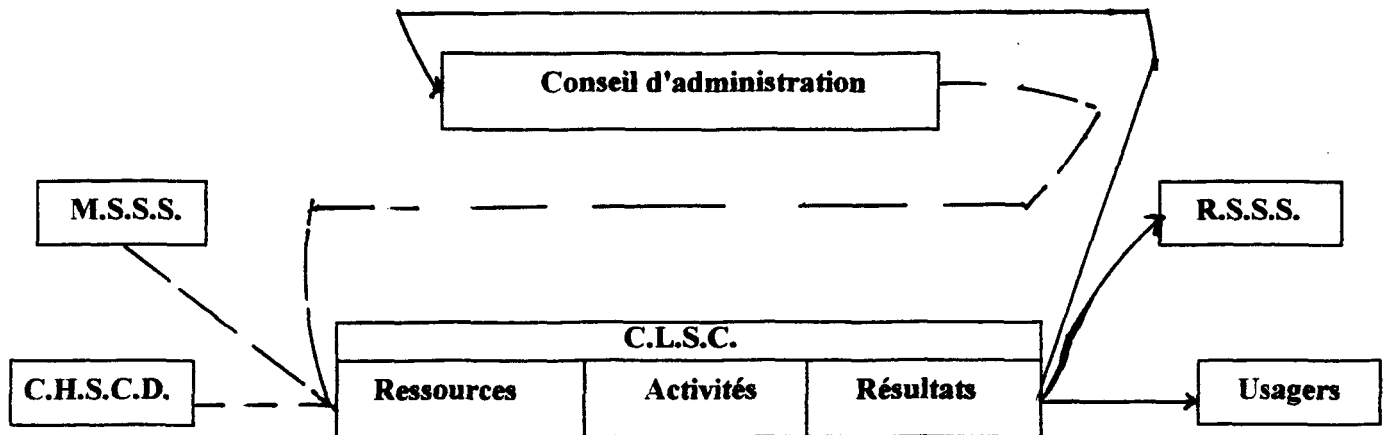 Conseil d'administration
M.S.S.S.
R.S.S.S.
C.L.S.C.
C.H.S.C.D.
Ressources
Activités
Résultats
Usagers